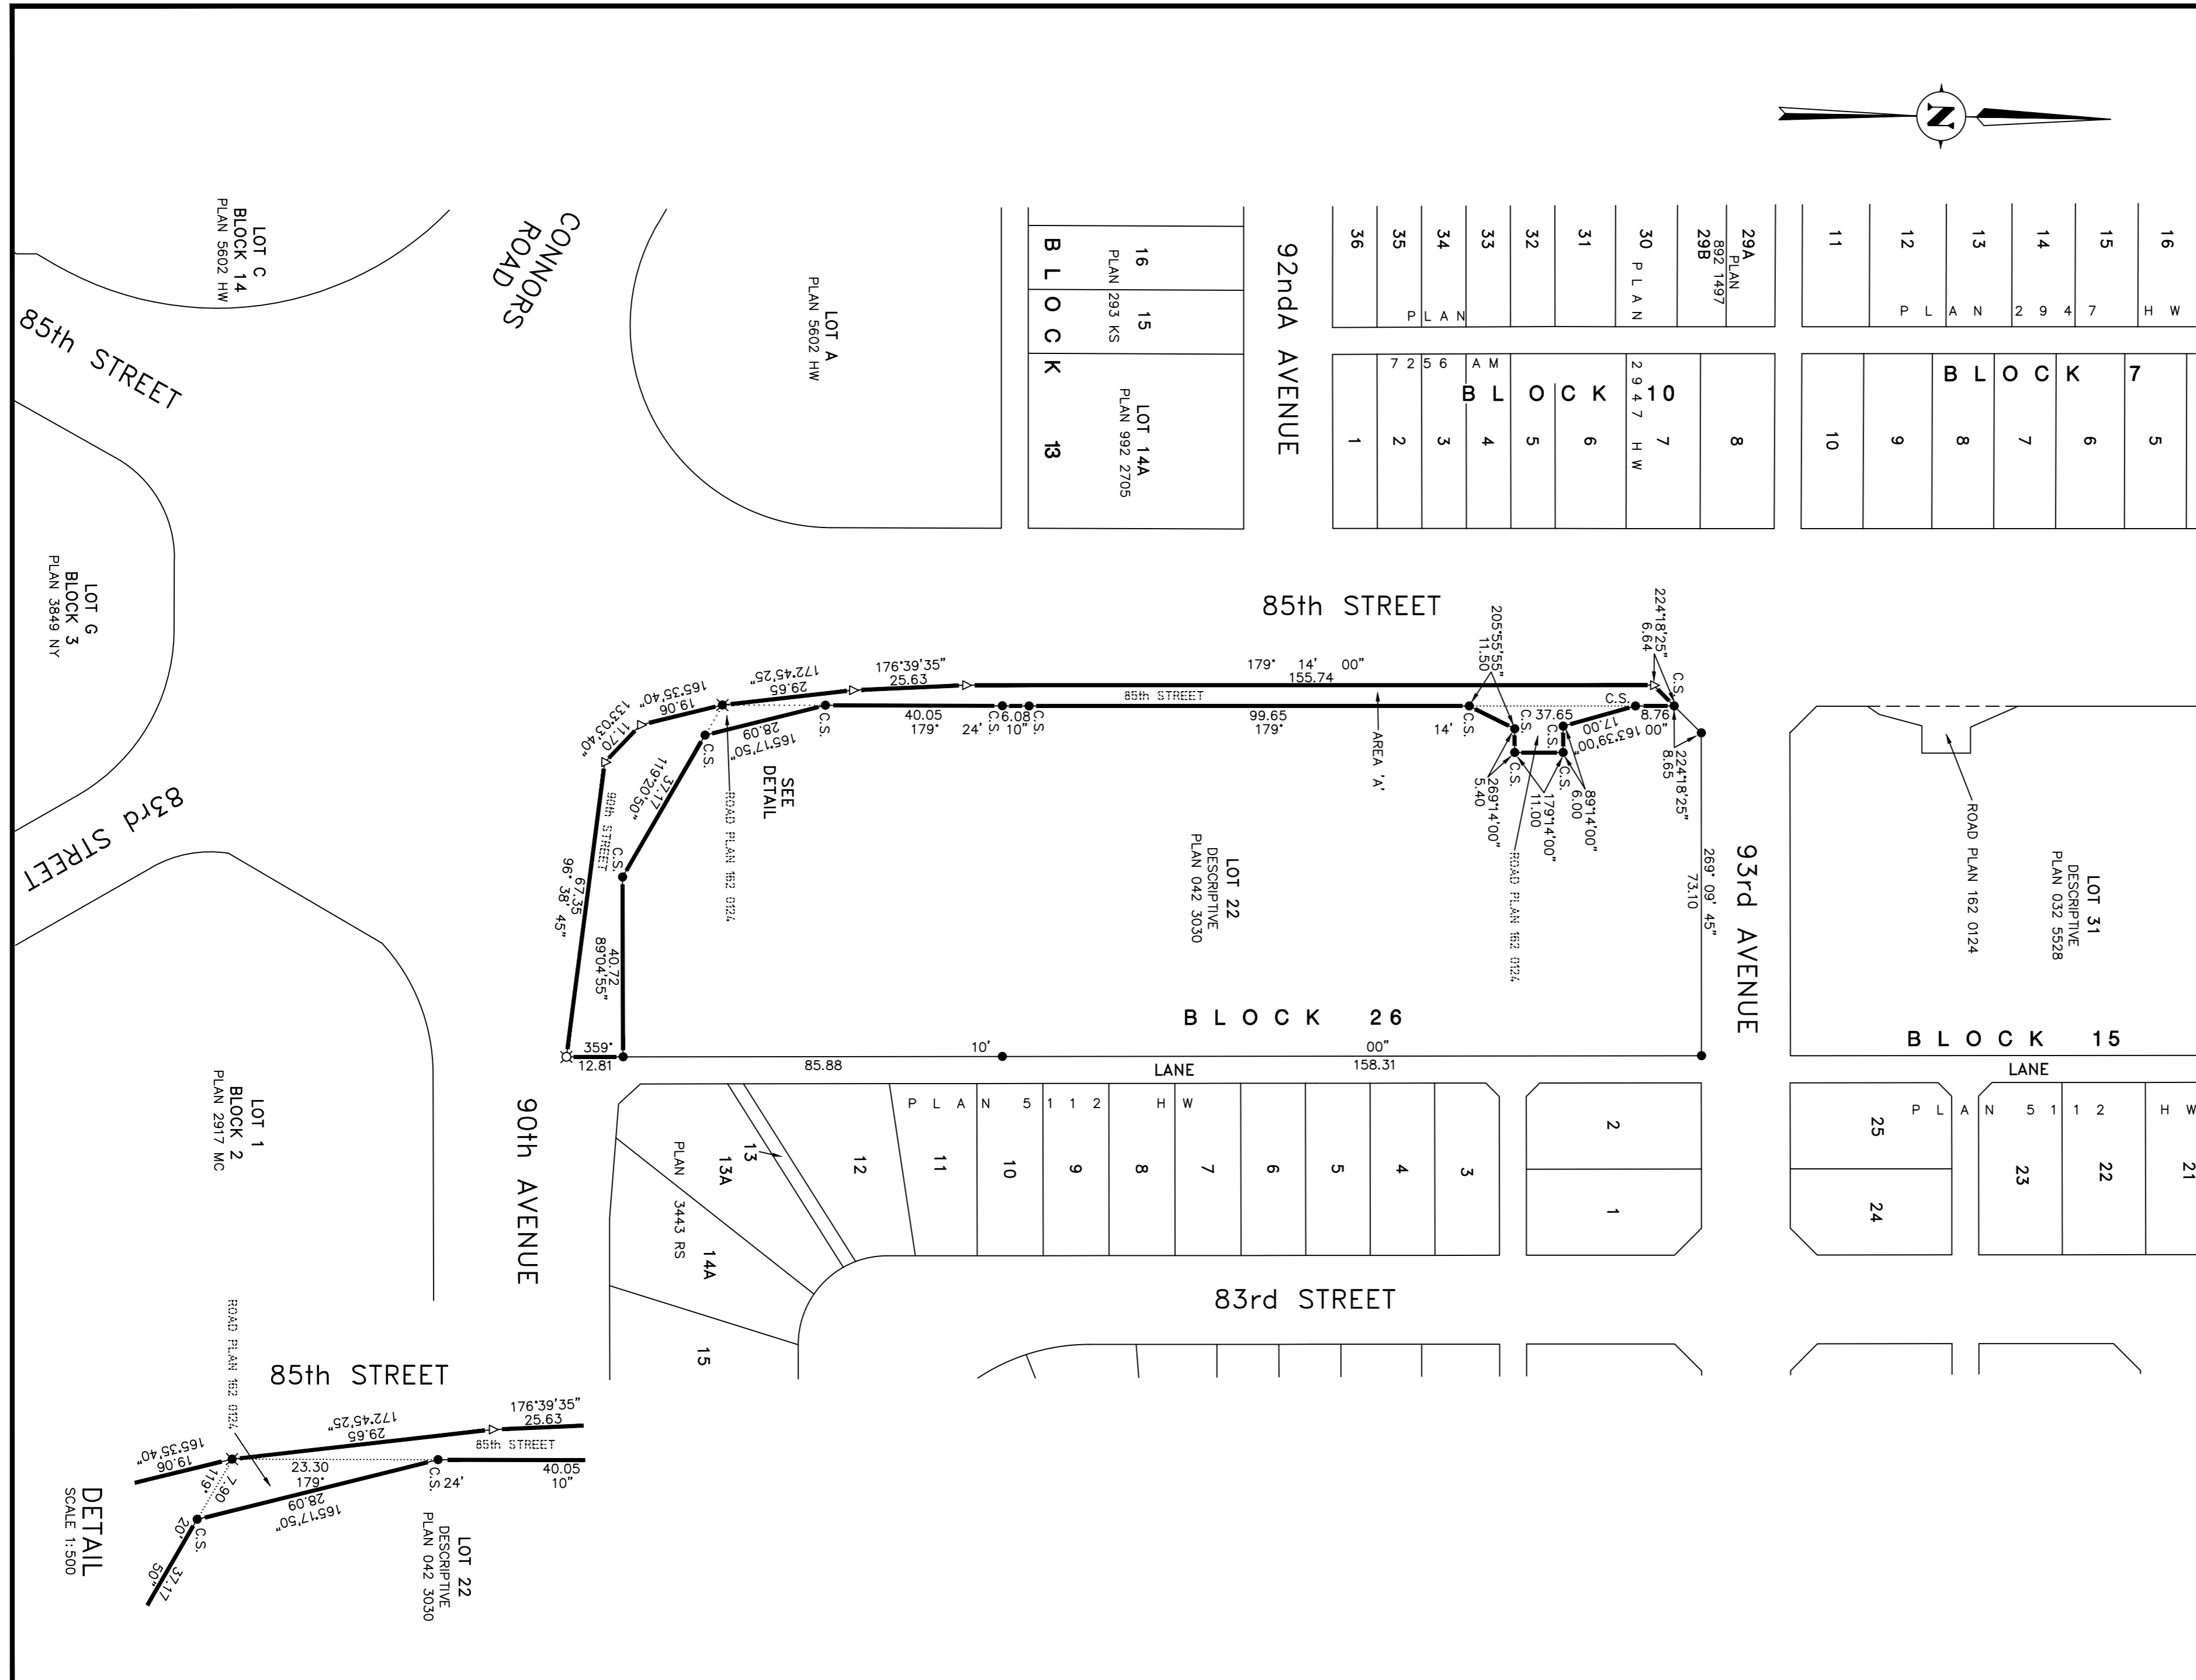 N
LOT C
BLOCK 14
PLAN 5602 HW
CONNORS
ROAD
85th STREET
LOT A
PLAN 5602 HW
BLOCK 13
16
PLAN 293 KS
15
LOT 14A
PLAN 992 2705
92ndA AVENUE
36
35
34
33
32
31
30
29B
29A
PLAN
892 1497
PLAN
7256 AM
PLAN
2947 HW
BLOCK 10
1
2
3
4
5
6
7
8
11
12
13
14
15
16
PLAN 2947 HW
BLOCK 7
10
9
8
7
6
5
LOT G
BLOCK 3
PLAN 3849 NY
83rd STREET
85th STREET
179° 14' 00"
155.74
85th STREET
176°39'35"
25.63
172°45'25"
29.65
165°35'40"
19.06
133°03'40"
11.70
96° 38' 45"
67.35
90th STREET
359°
12.81
89°04'55"
40.72
119°20'50"
37.17
165°17'50"
28.09
C.S.
C.S.
C.S.
40.05
179°
24'
C.S.
6.08
10"
C.S.
99.65
179°
14'
C.S.
205°55'55"
11.50
37.65
C.S.
8.76
00"
163°39'00"
17.00
224°18'25"
6.64
C.S.
224°18'25"
8.65
C.S.
C.S.
C.S.
C.S.
269°14'00"
5.40
179°14'00"
11.00
89°14'00"
6.00
AREA 'A'
SEE
DETAIL
ROAD PLAN 162 0124
ROAD PLAN 162 0124
LOT 22
DESCRIPTIVE
PLAN 042 3030
BLOCK 26
269° 09' 45"
73.10
93rd AVENUE
ROAD PLAN 162 0124
LOT 31
DESCRIPTIVE
PLAN 032 5528
BLOCK 15
LANE
10'
00"
85.88
158.31
LANE
LOT 1
BLOCK 2
PLAN 2917 MC
90th AVENUE
PLAN 5112 HW
PLAN 3443 RS
13
13A
14A
15
12
11
10
9
8
7
6
5
4
3
2
1
25
24
PLAN 5112 HW
23
22
21
83rd STREET
85th STREET
ROAD PLAN 162 0124
176°39'35"
25.63
172°45'25"
29.65
85th STREET
165°35'40"
19.06
23.30
179°
24'
40.05
10"
C.S.
7.90
119°
28.09
165°17'50"
C.S.
20'
37.17
50"
LOT 22
DESCRIPTIVE
PLAN 042 3030
DETAIL
SCALE 1:500